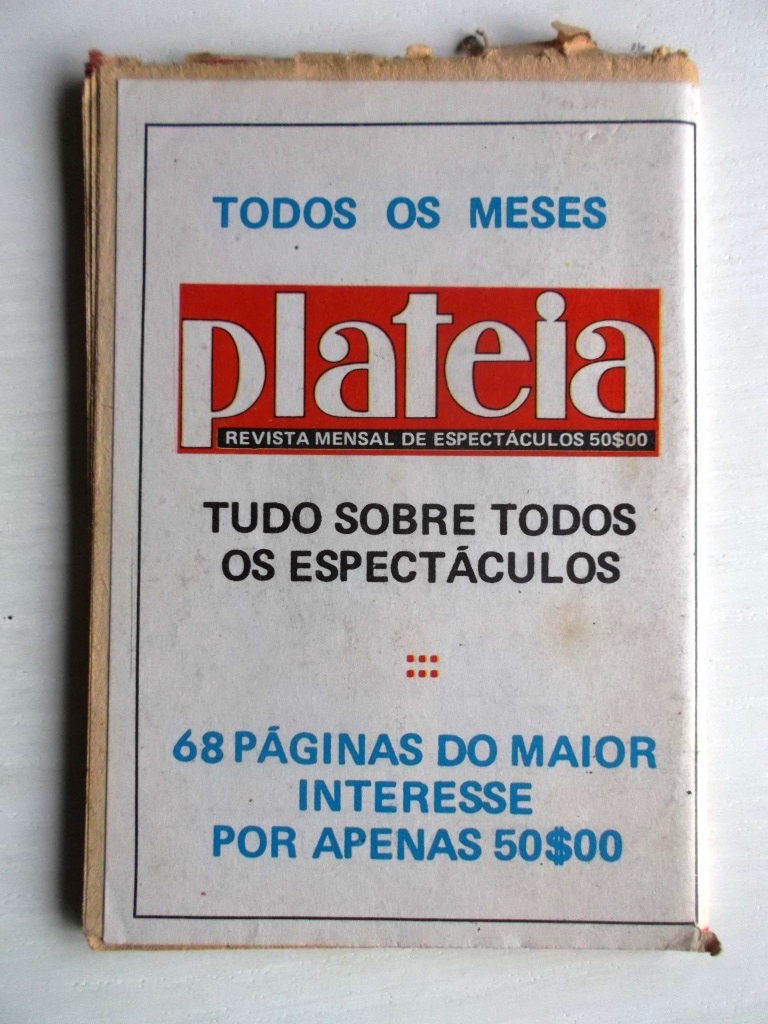 TODOS OS MESES
plateia
REVISTA MENSAL DE ESPECTÁCULOS 50$00
TUDO SOBRE TODOS
OS ESPECTÁCULOS
68 PÁGINAS DO MAIOR
INTERESSE
POR APENAS 50$00